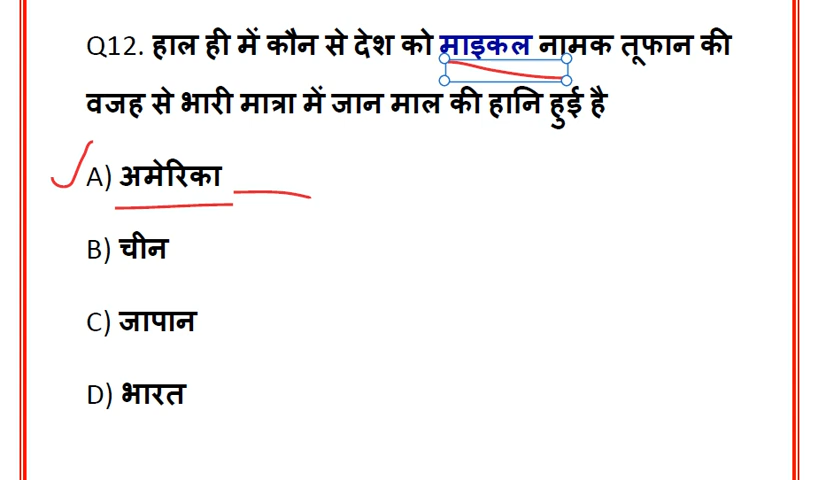 Q12. हाल ही में कौन से देश को माइकल नामक तूफान की
वजह से भारी मात्रा में जान माल की हानि हुई है
A) अमेरिका
B) चीन
C) जापान
D) भारत